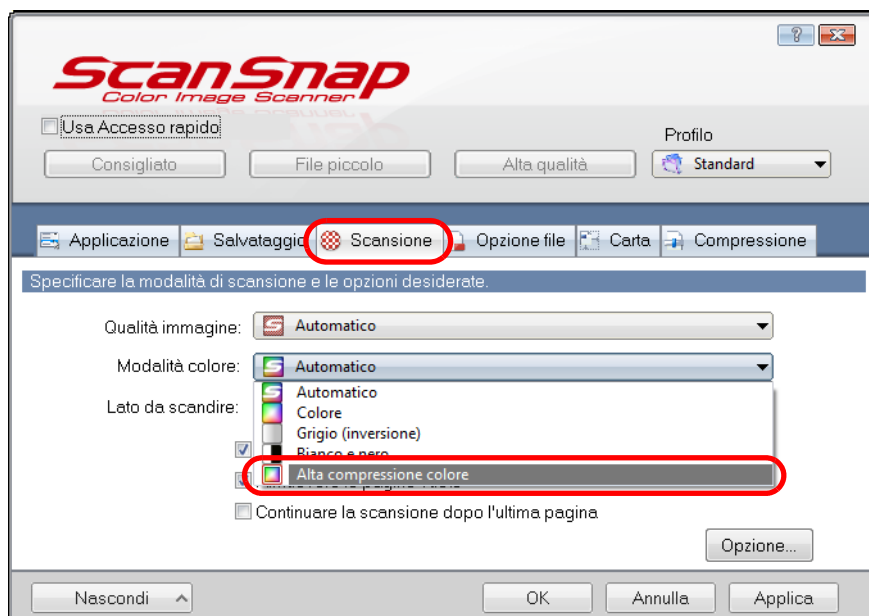 ScanSnap
Color Image Scanner
Usa Accesso rapido
Profilo
Consigliato File piccolo Alta qualità Standard
Applicazione Salvataggio Scansione Opzione file Carta Compressione
Specificare la modalità di scansione e le opzioni desiderate.
Qualità immagine: Automatico
Modalità colore: Automatico
Automatico
Lato da scandire: Colore
Grigio (inversione)
Bianco e nero
Alta compressione colore
Continuare la scansione dopo l'ultima pagina
Opzione...
Nascondi OK Annulla Applica